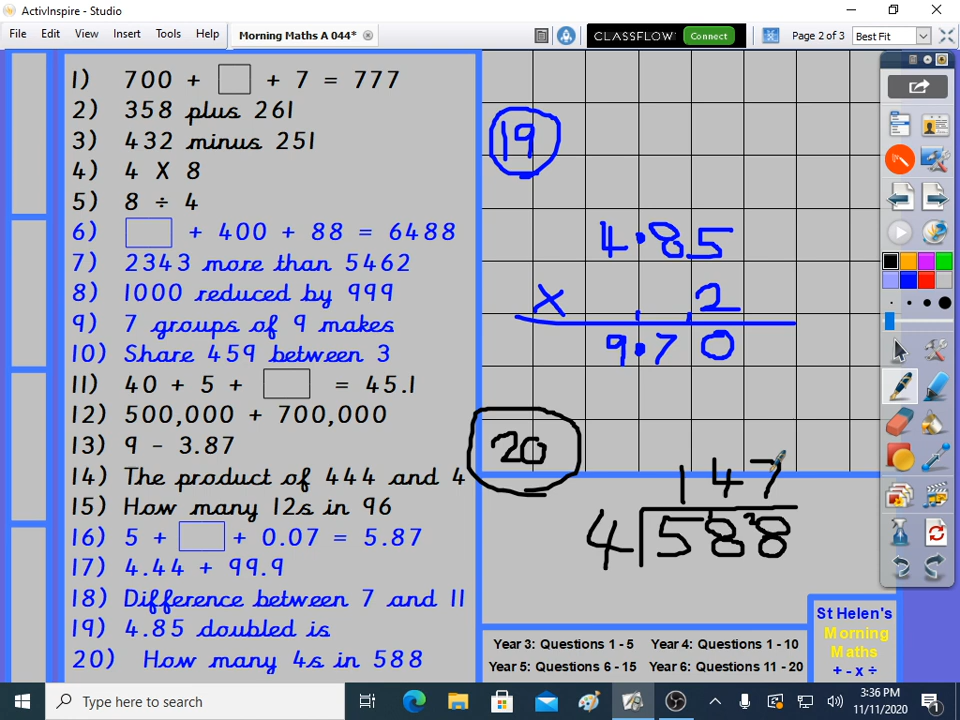 ActivInspire - Studio
File Edit View Insert Tools Help Morning Maths A 044* CLASSFLOW Connect Page 2 of 3 Best Fit
1) 700 + □ + 7 = 777
2) 358 plus 261
3) 432 minus 251
4) 4 X 8
5) 8 ÷ 4
6) □ + 400 + 88 = 6488
7) 2343 more than 5462
8) 1000 reduced by 999
9) 7 groups of 9 makes
10) Share 459 between 3
11) 40 + 5 + □ = 45.1
12) 500,000 + 700,000
13) 9 - 3.87
14) The product of 444 and 4
15) How many 12s in 96
16) 5 + □ + 0.07 = 5.87
17) 4.44 + 99.9
18) Difference between 7 and 11
19) 4.85 doubled is
20) How many 4s in 588
19
4.85
x 2
9.70
20
147
4 5 8 8
Year 3: Questions 1 - 5 Year 4: Questions 1 - 10
Year 5: Questions 6 - 15 Year 6: Questions 11 - 20
St Helen's
Morning
Maths
+ - x ÷
Type here to search
3:36 PM
11/11/2020